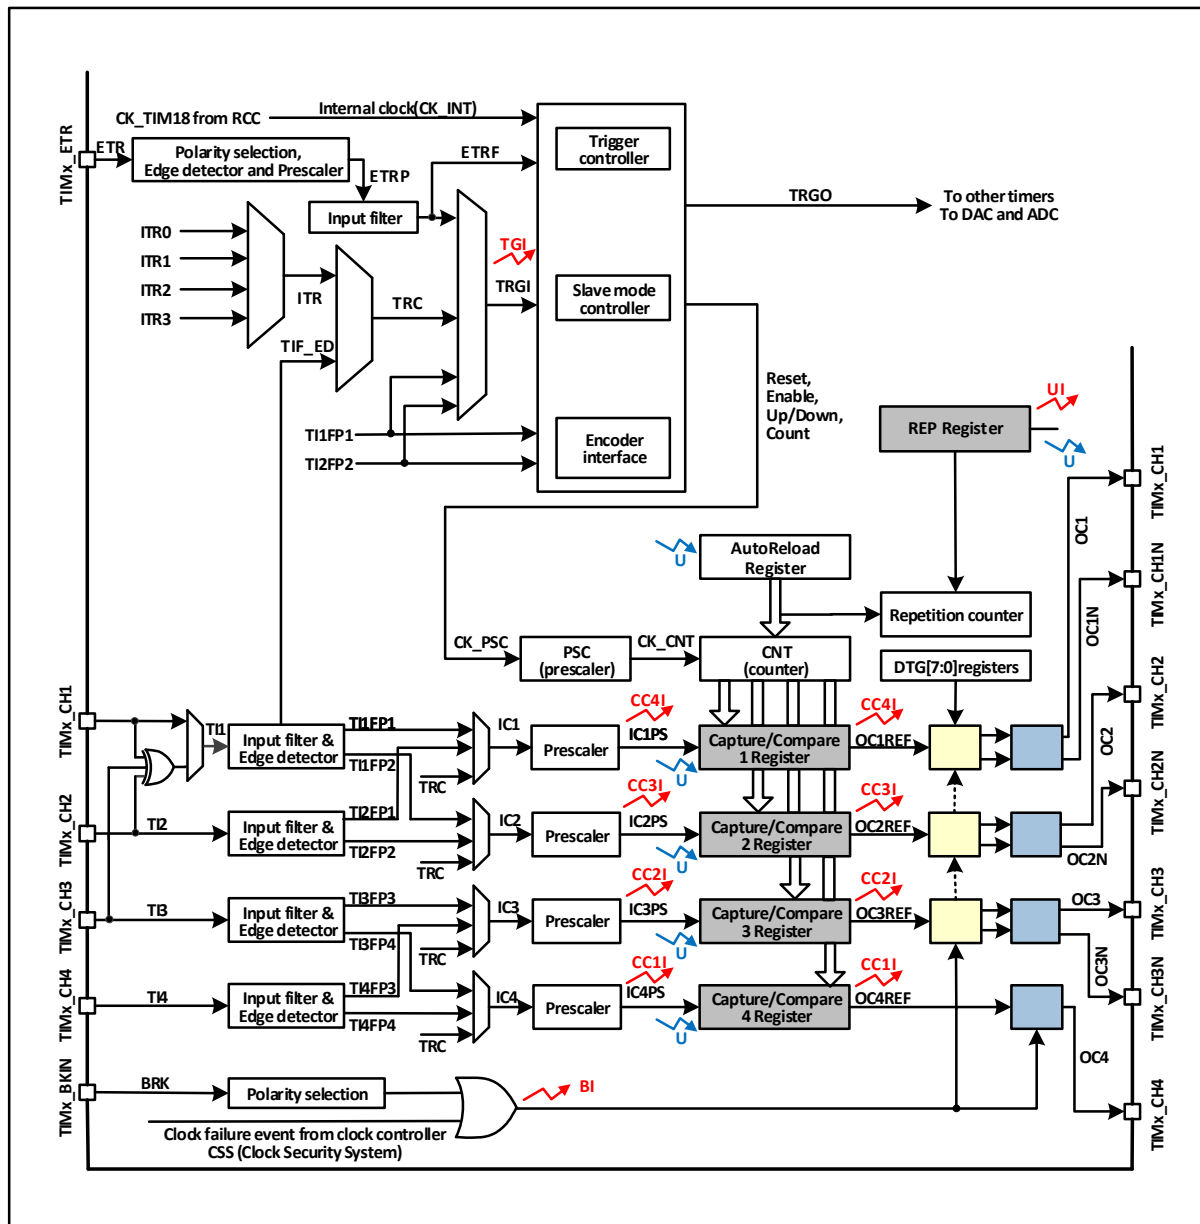 CK_TIM18 from RCC
Internal clock(CK_INT)
TIMx_ETR
ETR
Polarity selection,
Edge detector and Prescaler
ETRP
Input filter
ETRF
Trigger
controller
TRGO
To other timers
To DAC and ADC
ITR0
ITR1
ITR2
ITR3
ITR
TIF_ED
TRC
TGI
TRGI
Slave mode
controller
TI1FP1
TI2FP2
Encoder
interface
Reset,
Enable,
Up/Down,
Count
REP Register
UI
U
AutoReload
Register
U
Repetition counter
CK_PSC
PSC
(prescaler)
CK_CNT
CNT
(counter)
DTG[7:0]registers
TIMx_CH1
TI1
Input filter &
Edge detector
TI1FP1
TI1FP2
TRC
IC1
Prescaler
CC4I
IC1PS
U
Capture/Compare
1 Register
CC4I
OC1REF
OC1
TIMx_CH1
OC1N
TIMx_CH1N
TIMx_CH2
TI2
Input filter &
Edge detector
TI2FP1
TI2FP2
TRC
IC2
Prescaler
CC3I
IC2PS
U
Capture/Compare
2 Register
CC3I
OC2REF
OC2
TIMx_CH2
OC2N
TIMx_CH2N
TIMx_CH3
TI3
Input filter &
Edge detector
TI3FP3
TI3FP4
TRC
IC3
Prescaler
CC2I
IC3PS
U
Capture/Compare
3 Register
CC2I
OC3REF
OC3
TIMx_CH3
OC3N
TIMx_CH3N
TIMx_CH4
TI4
Input filter &
Edge detector
TI4FP3
TI4FP4
TRC
IC4
Prescaler
CC1I
IC4PS
U
Capture/Compare
4 Register
CC1I
OC4REF
OC4
TIMx_CH4
TIMx_BKIN
BRK
Polarity selection
BI
Clock failure event from clock controller
CSS (Clock Security System)